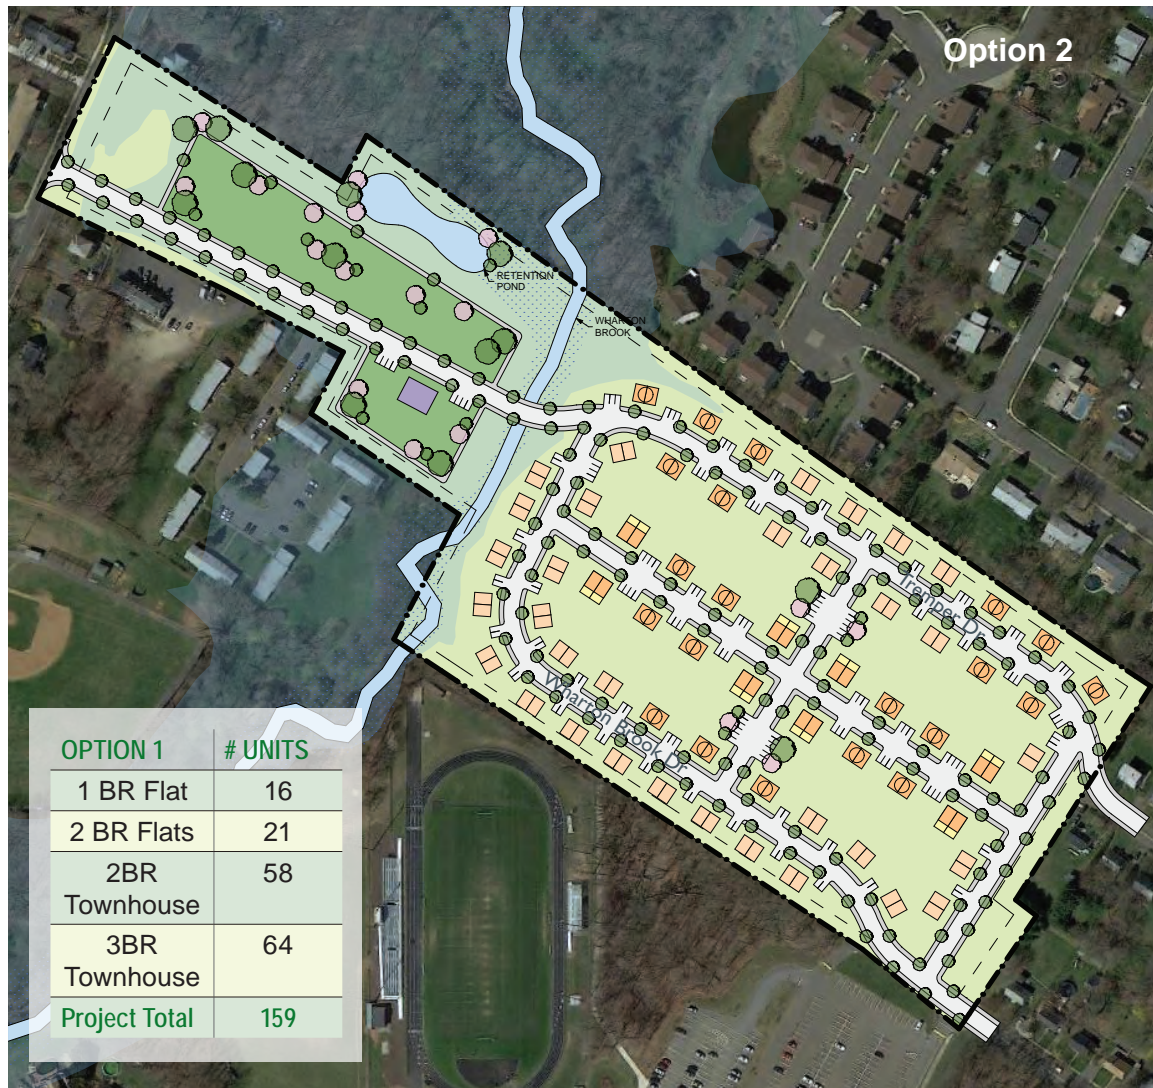 Option 2
RETENTION
POND
WHARTON
BROOK
Tremper Dr.
Wharton Brook Dr.
OPTION 1 # UNITS
1 BR Flat 16
2 BR Flats 21
2BR 58
Townhouse
3BR 64
Townhouse
Project Total 159